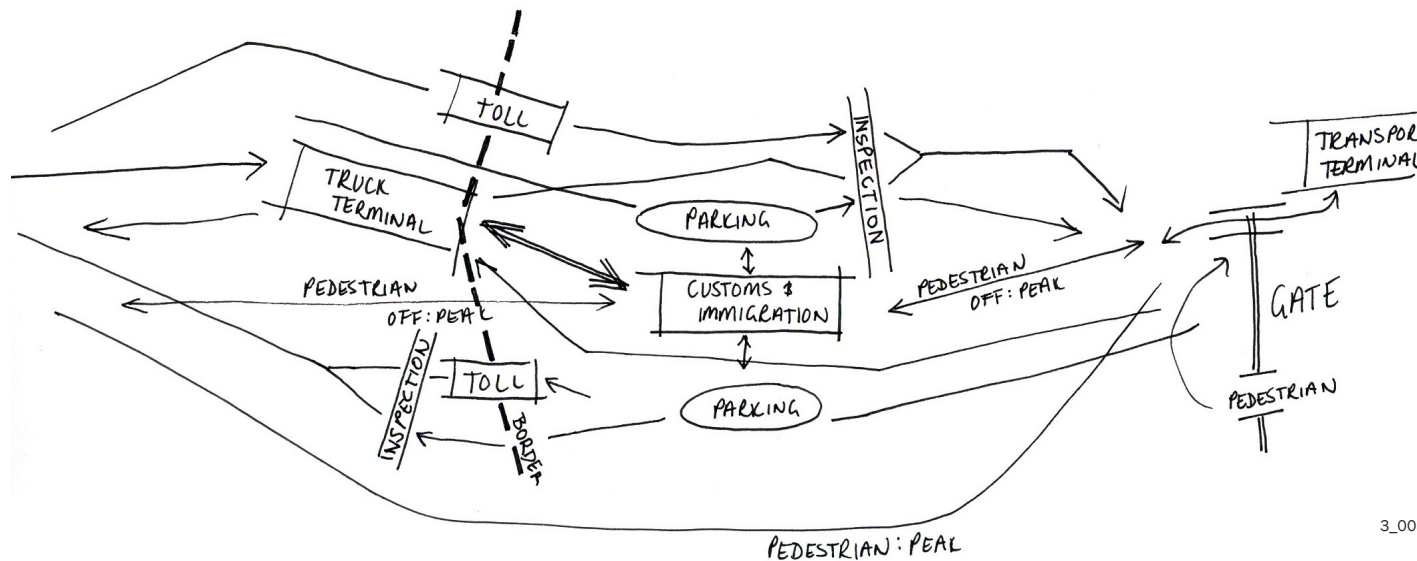 TOLL
TRUCK
TERMINAL
PARKING
INSPECTION
TRANSPOR
TERMINAL
CUSTOMS &
IMMIGRATION
PEDESTRIAN
OFF:PEAK
PEDESTRIAN
OFF:PEAK
GATE
INSPECTION
TOLL
PARKING
BORDER
PEDESTRIAN
PEDESTRIAN:PEAK
3_00